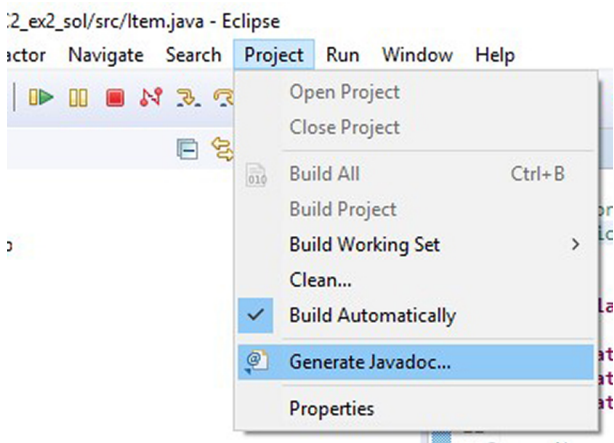 2_ex2_sol/src/Item.java - Eclipse
actor Navigate Search Project Run Window Help
Open Project
Close Project
Build All Ctrl+B
Build Project
Build Working Set
Clean...
Build Automatically
Generate Javadoc...
Properties